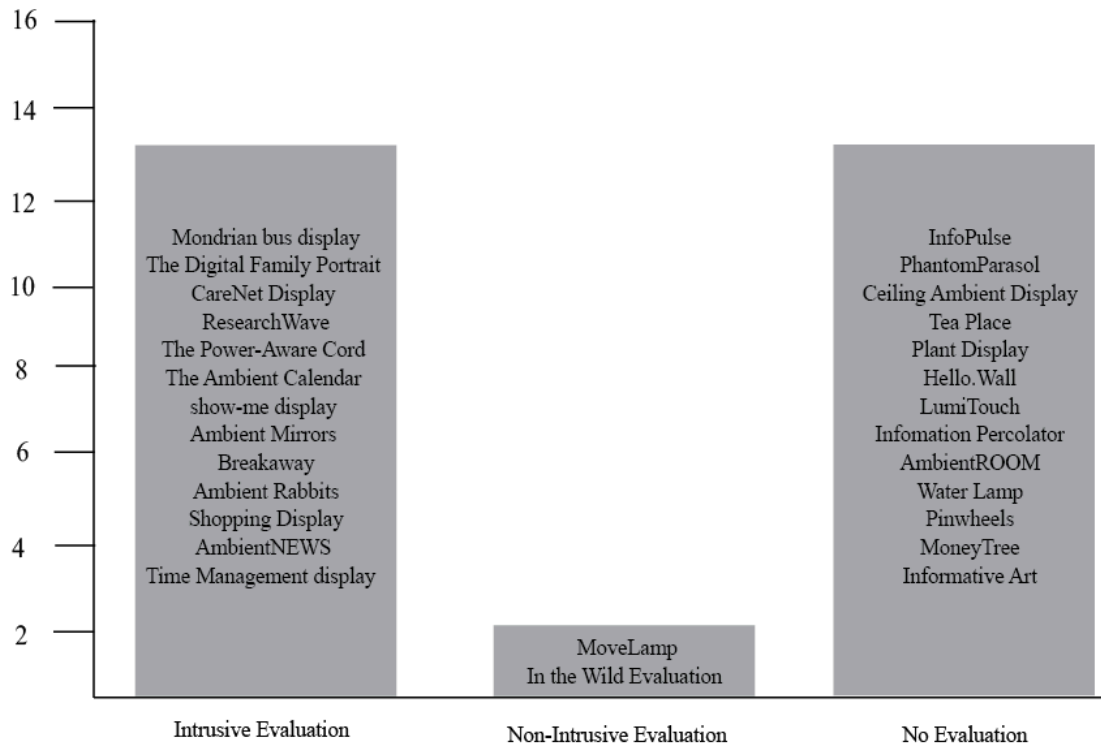 16
14
12
10
8
6
4
2
Mondrian bus display
The Digital Family Portrait
CareNet Display
ResearchWave
The Power-Aware Cord
The Ambient Calendar
show-me display
Ambient Mirrors
Breakaway
Ambient Rabbits
Shopping Display
AmbientNEWS
Time Management display
MoveLamp
In the Wild Evaluation
InfoPulse
PhantomParasol
Ceiling Ambient Display
Tea Place
Plant Display
Hello.Wall
LumiTouch
Infomation Percolator
AmbientROOM
Water Lamp
Pinwheels
MoneyTree
Informative Art
Intrusive Evaluation
Non-Intrusive Evaluation
No Evaluation